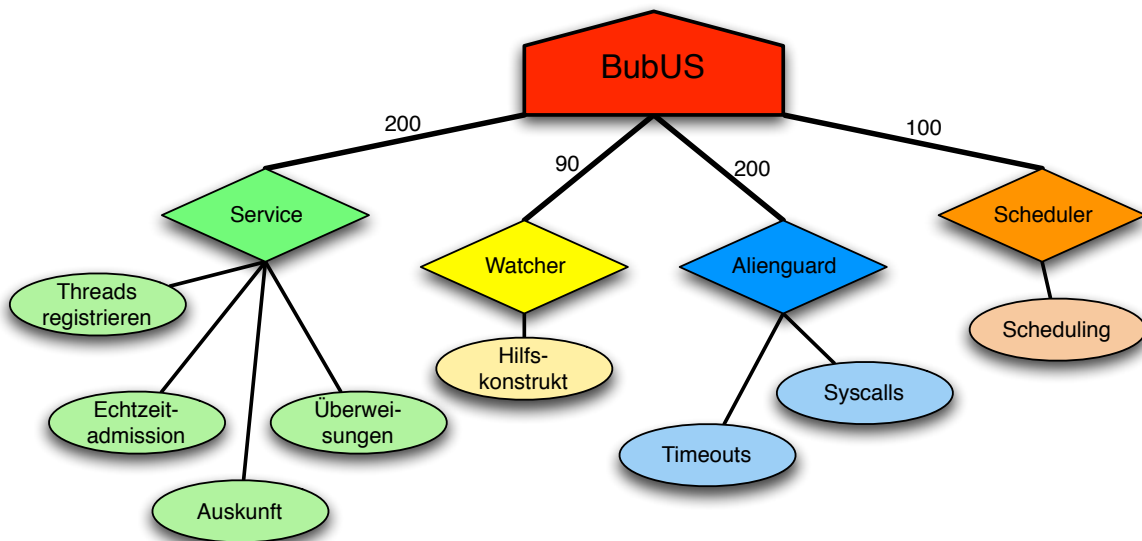 BubUS
200
90
200
100
Service
Watcher
Alienguard
Scheduler
Threads
registrieren
Hilfs-
konstrukt
Scheduling
Echtzeit-
admission
Überwei-
sungen
Syscalls
Timeouts
Auskunft